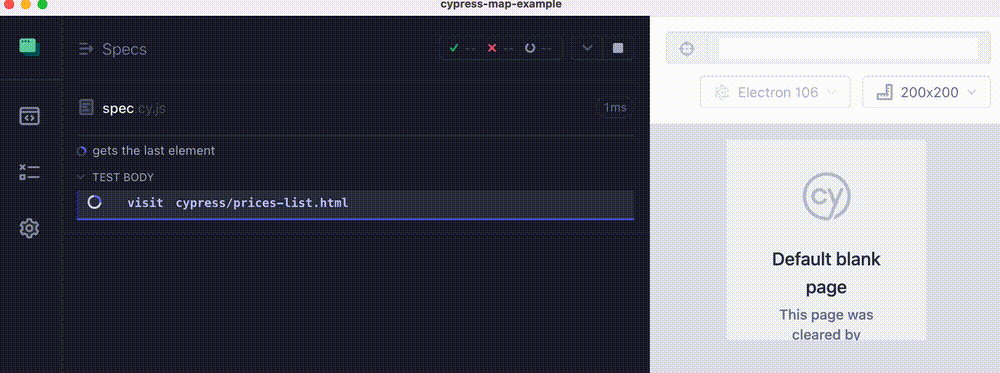 cypress-map-example
Specs
-- -- --
spec.cy.js
1ms
gets the last element
TEST BODY
visit cypress/prices-list.html
Electron 106
200x200
cy
Default blank
page
This page was
cleared by